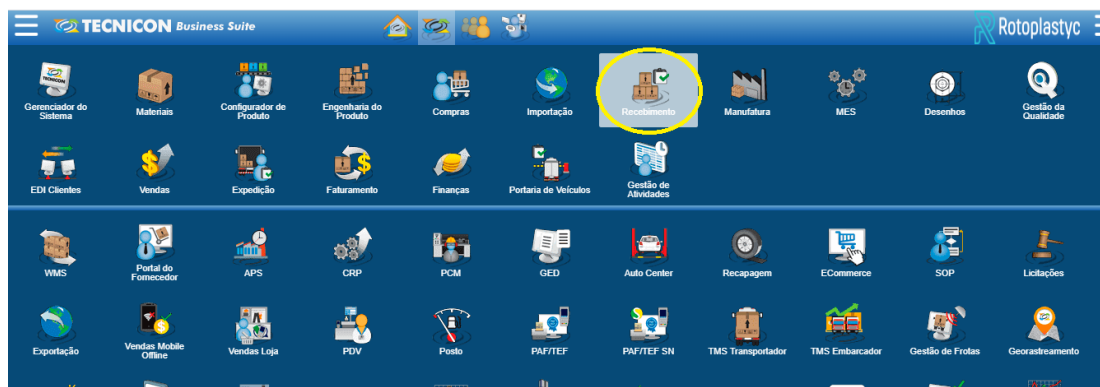 TECNICON Business Suite
Rotoplastyc
TECNICON
Gerenciador do
Sistema
Materiais
Configurador de
Produto
Engenharia do
Produto
Compras
Importação
Recebimento
Manufatura
MES
Desenhos
Gestão da
Qualidade
EDI Clientes
Vendas
Expedição
Faturamento
Finanças
Portaria de Veículos
Gestão de
Atividades
WMS
Portal do
Fornecedor
APS
CRP
PCM
GED
Auto Center
Recapagem
ECommerce
SOP
Licitações
Exportação
Vendas Mobile
Offline
Vendas Loja
PDV
Posto
PAF/TEF
PAF/TEF SN
TMS Transportador
TMS Embarcador
Gestão de Frotas
Georastreamento